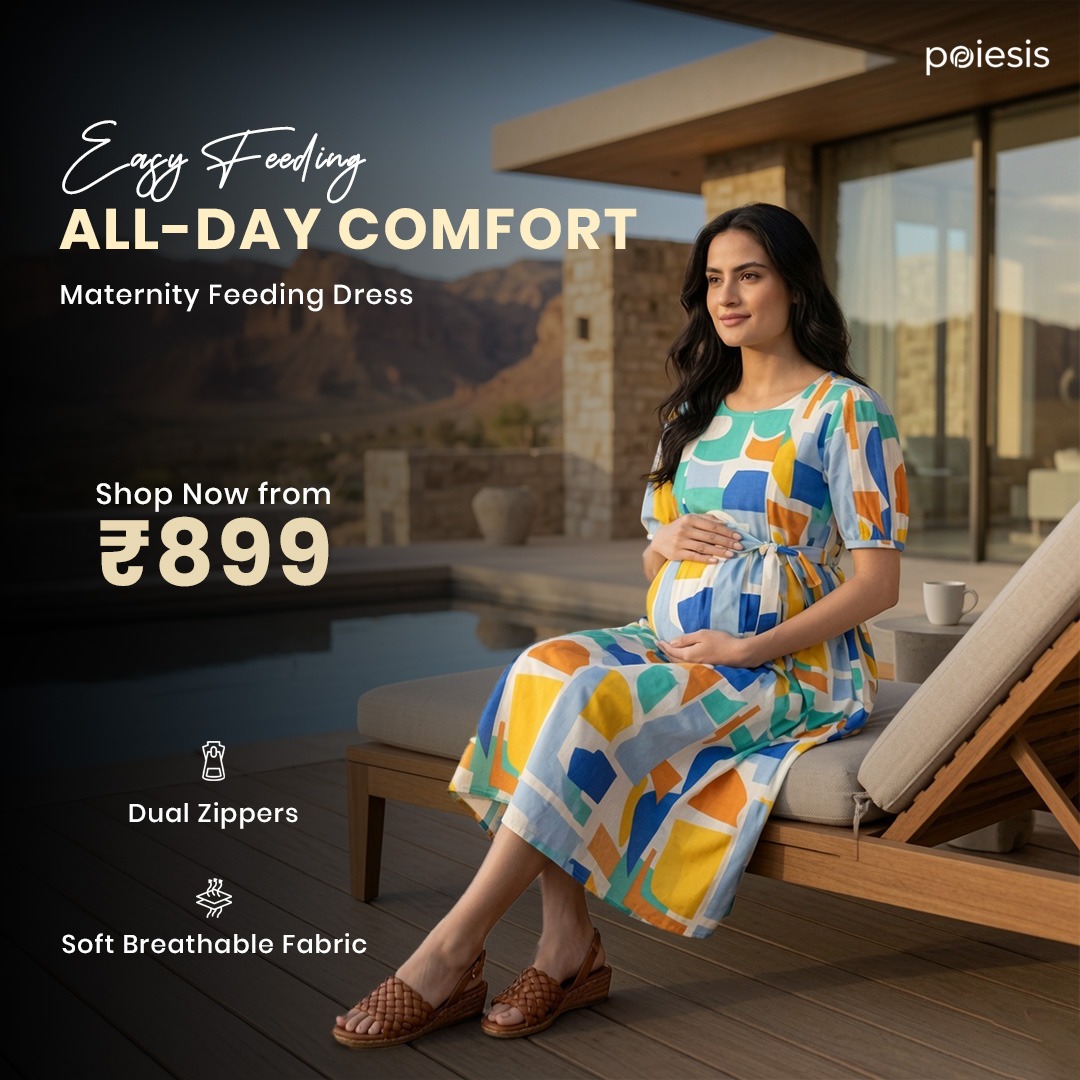 poiesis
Easy Feeding
ALL-DAY COMFORT
Maternity Feeding Dress
Shop Now from
₹899
Dual Zippers
Soft Breathable Fabric